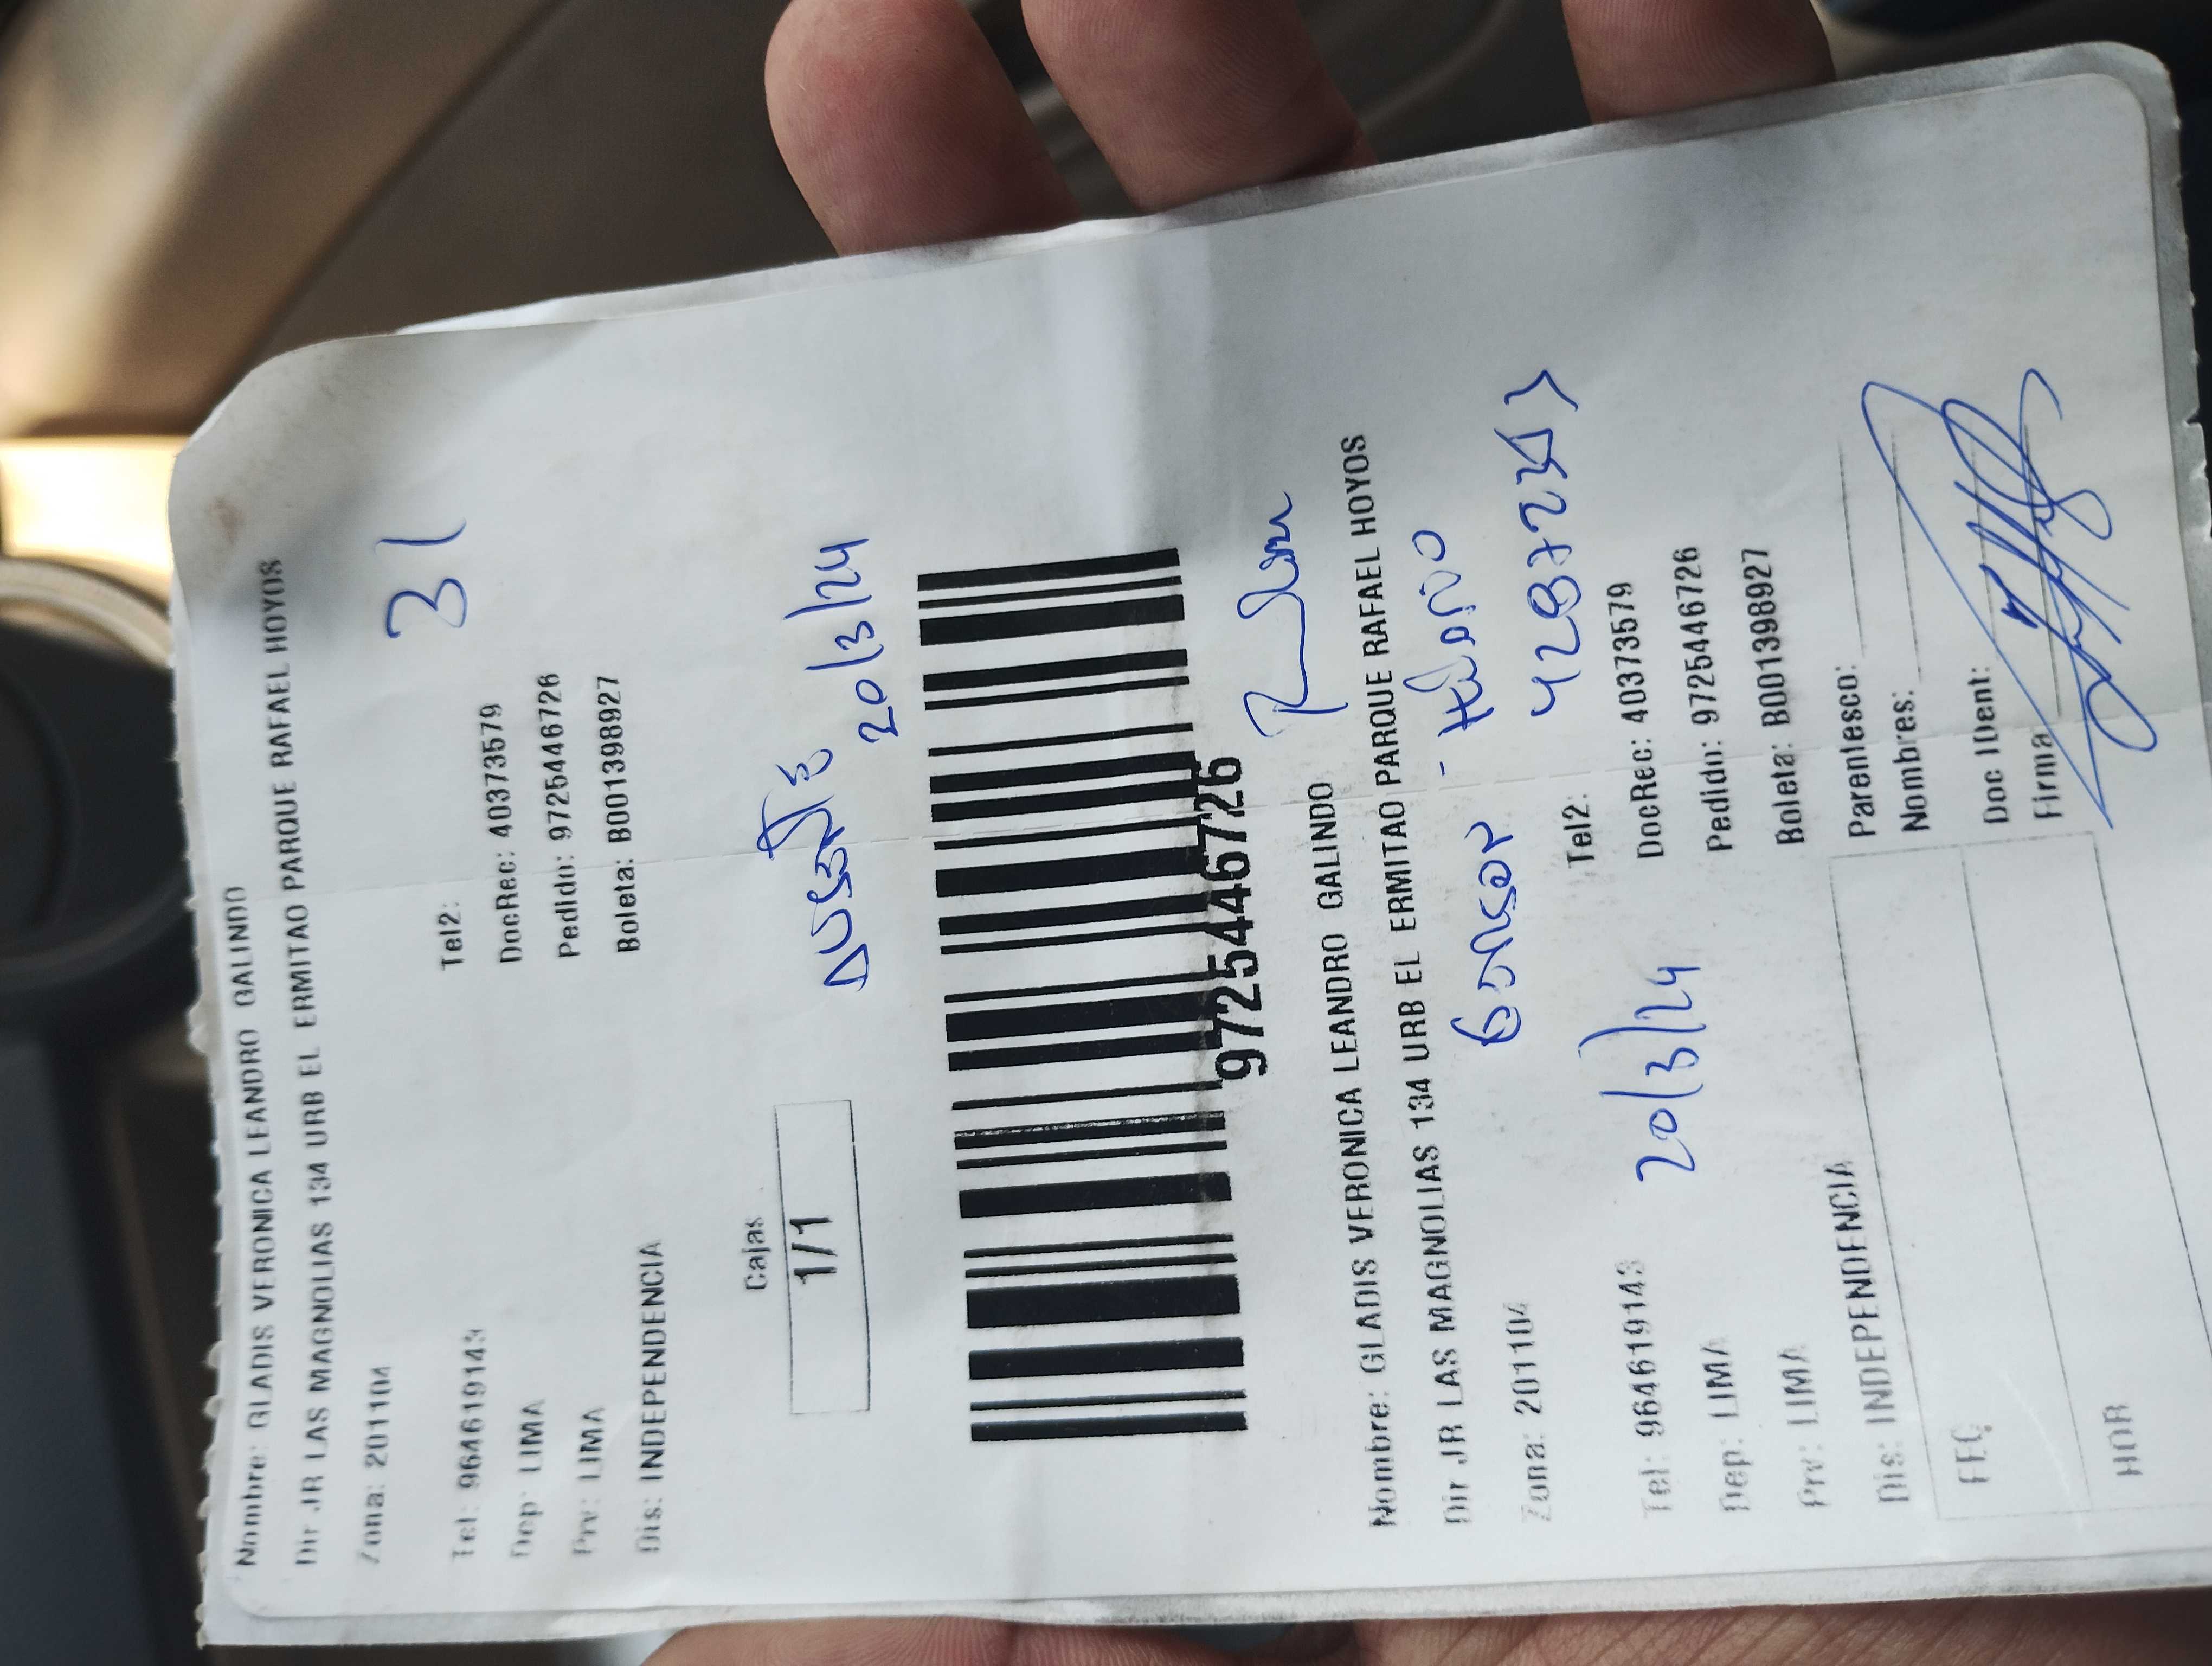 Nombre: GLADIS VERONICA LEANDRO GALINDO
Dir JR LAS MAGNOLIAS 134 URB EL ERMITAO PARQUE RAFAEL HOYOS
Zona: 201104
31
Tel: 964619143 Tel2:
Dep: LIMA DocRec: 40373579
Prv: LIMA Pedido: 9725446726
Dis: INDEPENDENCIA Boleta: B001398927
Cajas
1/1
20/3/24
9725446726
Nombre: GLADIS VERONICA LEANDRO GALINDO
Dir JR LAS MAGNOLIAS 134 URB EL ERMITAO PARQUE RAFAEL HOYOS
Zona: 201104
Tel: 964619143 Tel2:
20/3/24
Dep: LIMA DocRec: 40373579
Prv: LIMA Pedido: 9725446726
Dis: INDEPENDENCIA Boleta: B001398927
FEC Parentesco:
Nombres:
HOR Doc IDent:
Firma